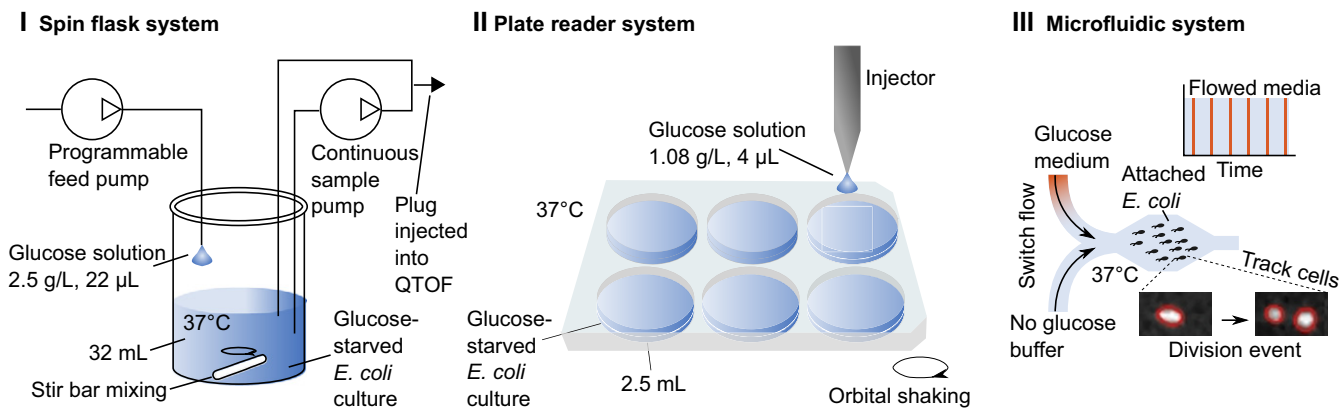 I Spin flask system
Programmable
feed pump
Continuous
sample
pump
Plug
injected
into
QTOF
Glucose solution
2.5 g/L, 22 µL
37°C
32 mL
Stir bar mixing
Glucose-
starved
E. coli
culture
II Plate reader system
Injector
Glucose solution
1.08 g/L, 4 µL
37°C
Glucose-
starved
E. coli
culture
2.5 mL
Orbital shaking
III Microfluidic system
Flowed media
Time
Glucose
medium
Attached
E. coli
Switch flow
37°C
Track cells
No glucose
buffer
Division event